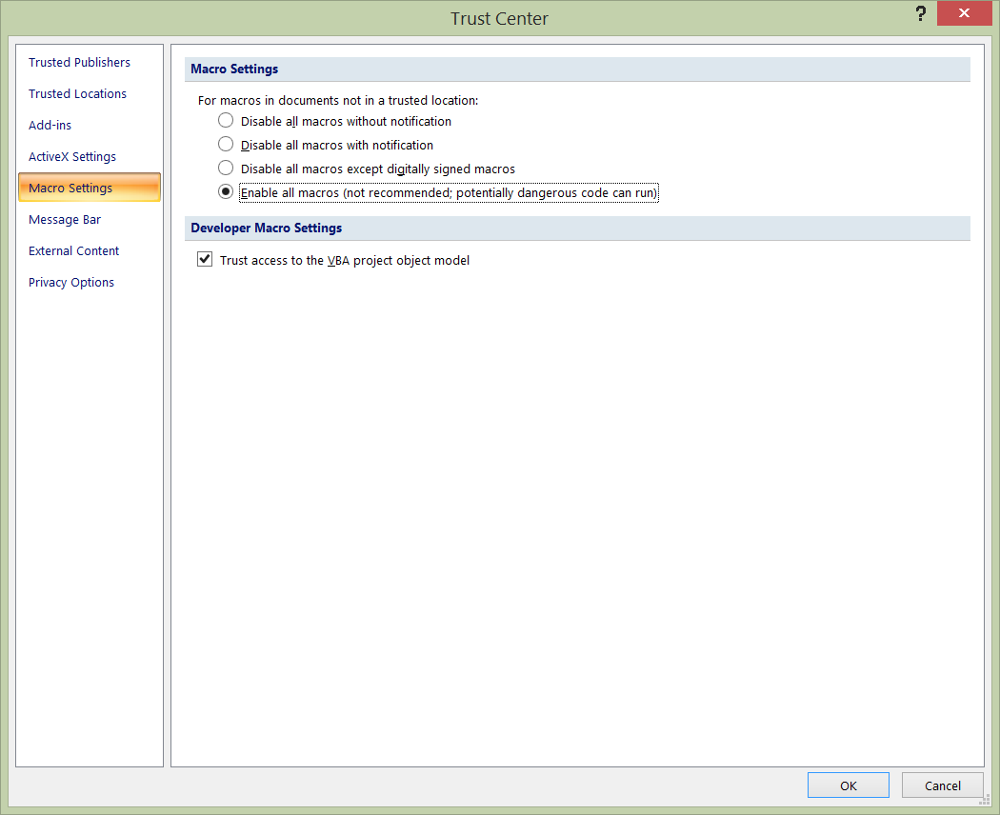 Trust Center
?
Trusted Publishers
Trusted Locations
Add-ins
ActiveX Settings
Macro Settings
Message Bar
External Content
Privacy Options
Macro Settings
For macros in documents not in a trusted location:
Disable all macros without notification
Disable all macros with notification
Disable all macros except digitally signed macros
Enable all macros (not recommended; potentially dangerous code can run)
Developer Macro Settings
Trust access to the VBA project object model
OK
Cancel